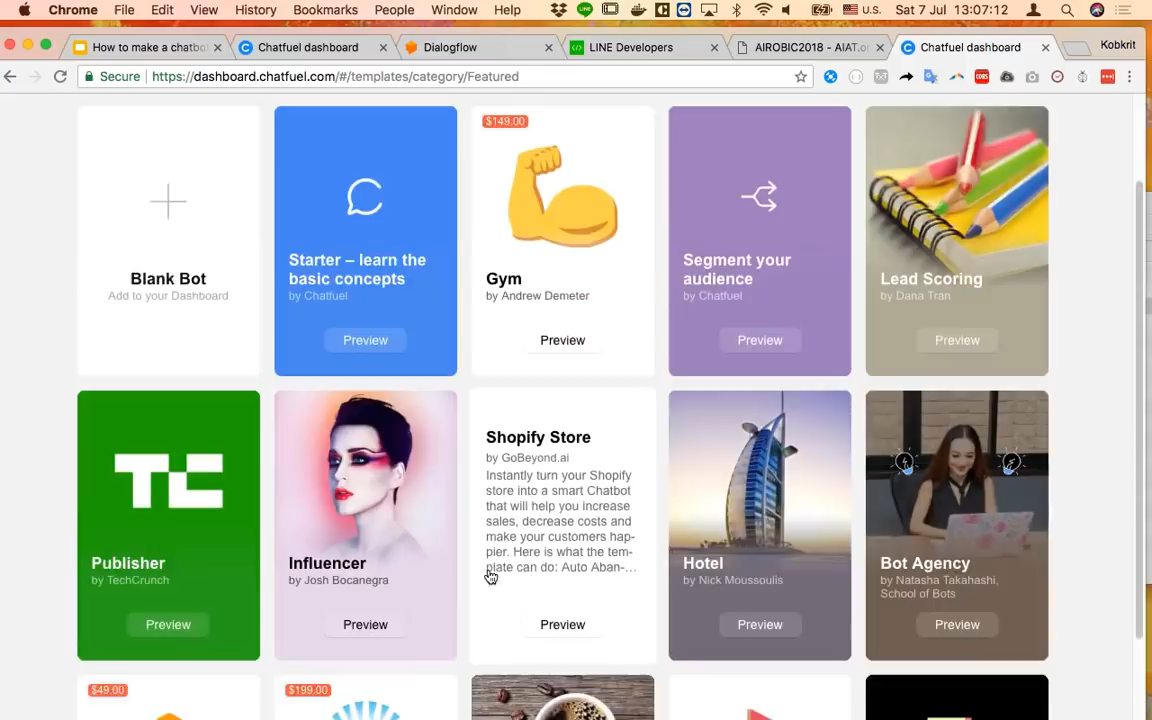 Chrome File Edit View History Bookmarks People Window Help U.S. Sat 7 Jul 13:07:12
How to make a chatbo Chatfuel dashboard Dialogflow LINE Developers AIROBIC2018 - AIAT.o Chatfuel dashboard Kobkrit
Secure https://dashboard.chatfuel.com/#/templates/category/Featured
Blank Bot
Add to your Dashboard
Starter – learn the
basic concepts
by Chatfuel
Preview
$149.00
Gym
by Andrew Demeter
Preview
Segment your
audience
by Chatfuel
Preview
Lead Scoring
by Dana Tran
Preview
TC
Publisher
by TechCrunch
Preview
Influencer
by Josh Bocanegra
Preview
Shopify Store
by GoBeyond.ai
Instantly turn your Shopify
store into a smart Chatbot
that will help you increase
sales, decrease costs and
make your customers hap-
pier. Here is what the tem-
plate can do: Auto Aban-…
Preview
Hotel
by Nick Moussoulis
Preview
Bot Agency
by Natasha Takahashi,
School of Bots
Preview
$49.00
$199.00